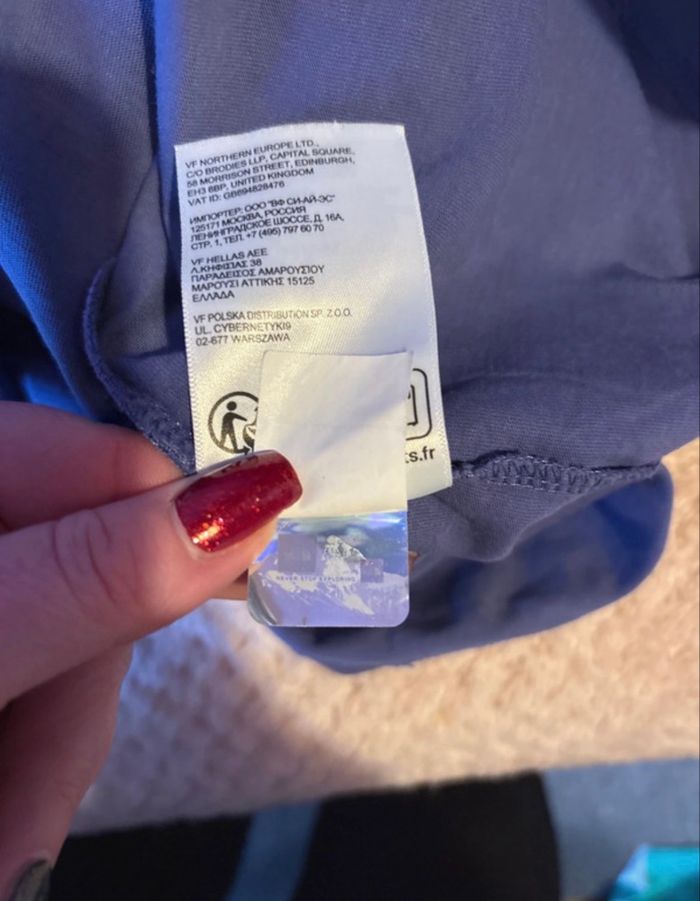 VF NORTHERN EUROPE LTD.,
C/O BRODIES LLP, CAPITAL SQUARE,
58 MORRISON STREET, EDINBURGH,
EH3 8BP, UNITED KINGDOM
VAT ID: GB694828476
ИМПОРТЕР: ООО "ВФ СИ-АЙ-ЭС"
125171 МОСКВА, РОССИЯ
ЛЕНИНГРАДСКОЕ ШОССЕ, Д. 16А,
СТР. 1, ТЕЛ. +7 (495) 797 60 70
VF HELLAS AEE
Λ.ΚΗΦΙΣΙΑΣ 38
ΠΑΡΑΔΕΙΣΟΣ ΑΜΑΡΟΥΣΙΟΥ
ΜΑΡΟΥΣΙ ΑΤΤΙΚΗΣ 15125
ΕΛΛΑΔΑ
VF POLSKA DISTRIBUTION SP. Z.O.O.
UL. CYBERNETYKI9
02-677 WARSZAWA
ts.fr
NEVER STOP EXPLORING